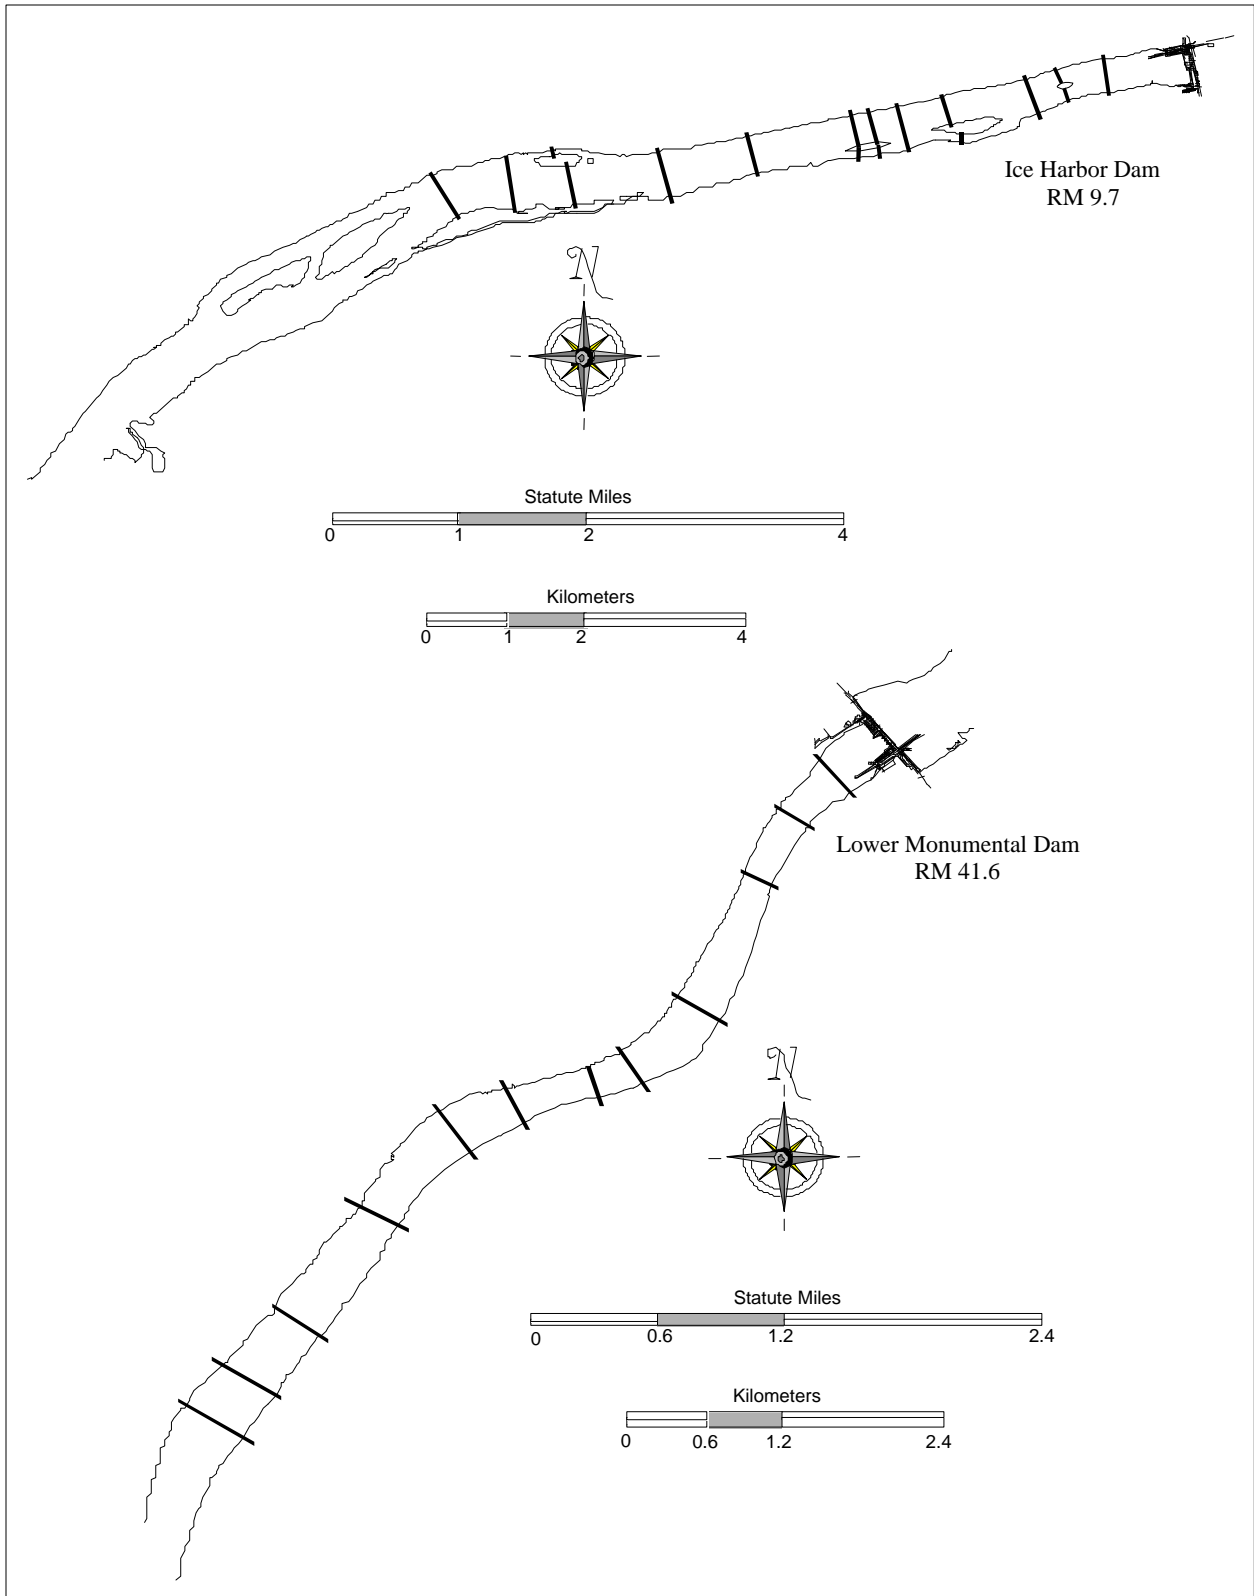 Ice Harbor Dam
RM 9.7
N
Statute Miles
0 1 2 4
Kilometers
0 1 2 4
Lower Monumental Dam
RM 41.6
N
Statute Miles
0 0.6 1.2 2.4
Kilometers
0 0.6 1.2 2.4